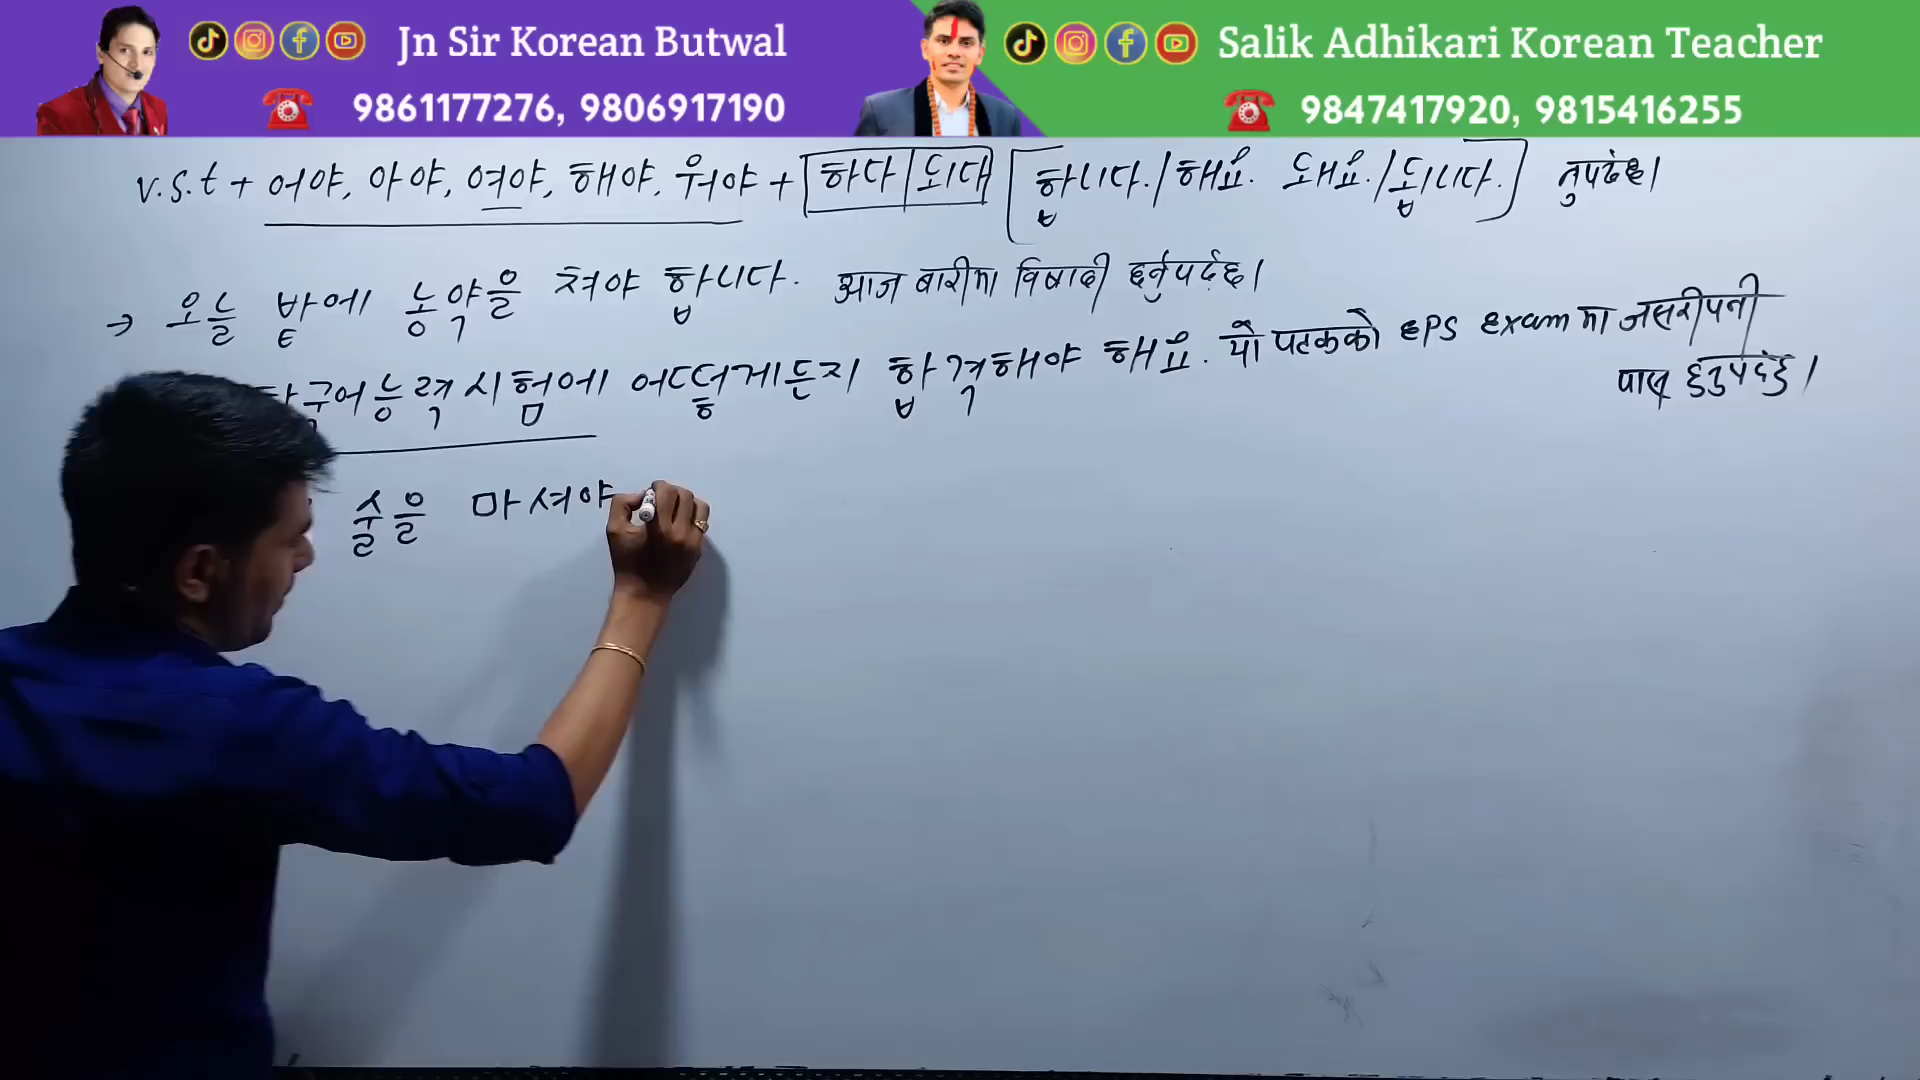 Jn Sir Korean Butwal
9861177276, 9806917190
Salik Adhikari Korean Teacher
9847417920, 9815416255
v.s.t + 어야, 아야, 여야, 해야, 워야 + 하다 | 되다 [합니다. / 해요. 돼요. / 됩니다.] नुपर्दछ।
→ 오늘 밭에 농약을 쳐야 합니다. आज बारीमा विषादी छर्नुपर्दछ।
한국어능력시험에 어떻게든지 합격해야 해요. यो पटकको EPS Exam मा जसरीपनी
पास हुनुपर्दछ।
술을 마셔야